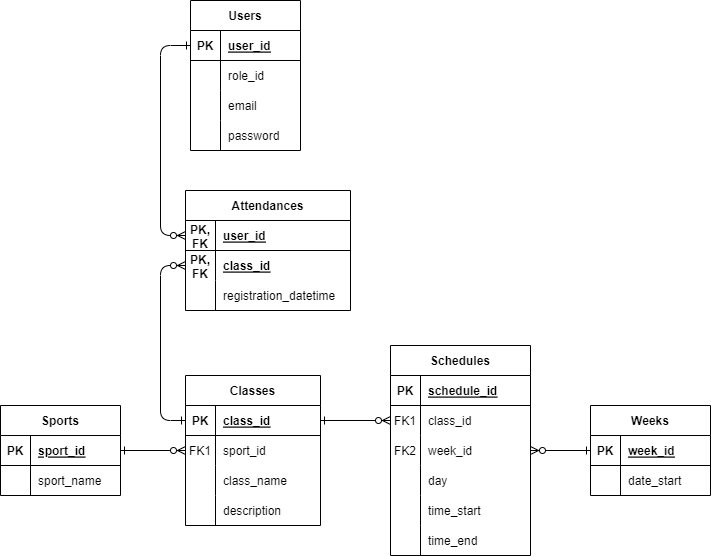 Users
PK user_id
role_id
email
password
Attendances
PK,
FK user_id
PK,
FK class_id
registration_datetime
Classes
PK class_id
FK1 sport_id
class_name
description
Schedules
PK schedule_id
FK1 class_id
FK2 week_id
day
time_start
time_end
Sports
PK sport_id
sport_name
Weeks
PK week_id
date_start